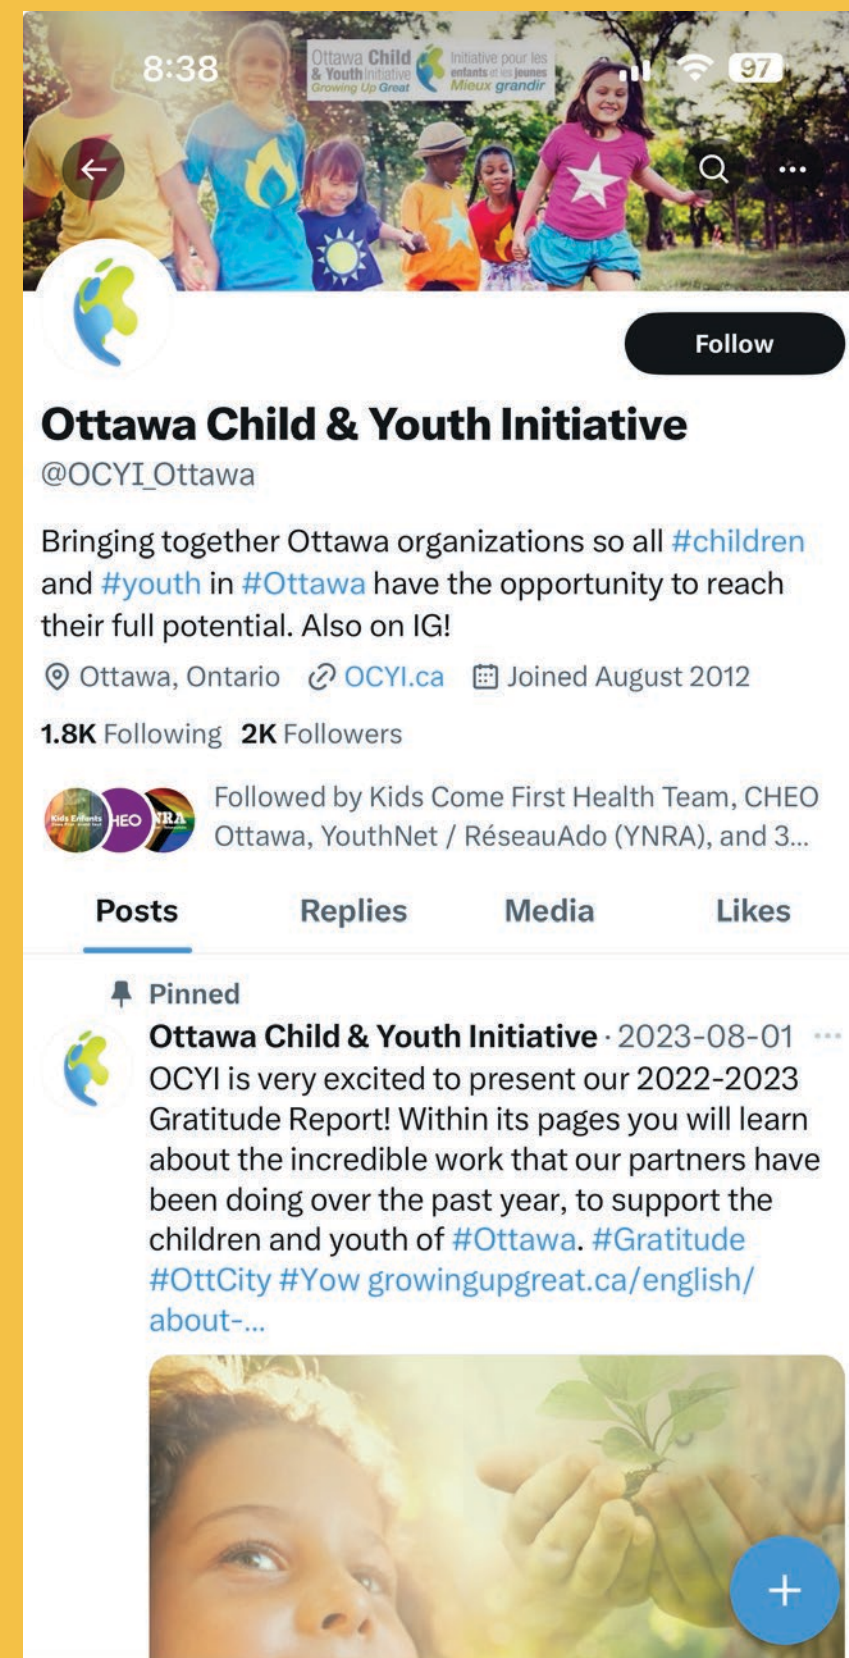 8:38
Ottawa Child
& Youth Initiative
Growing Up Great
Initiative pour les
enfants et les jeunes
Mieux grandir
97
Follow
Ottawa Child & Youth Initiative
@OCYI_Ottawa
Bringing together Ottawa organizations so all #children
and #youth in #Ottawa have the opportunity to reach
their full potential. Also on IG!
Ottawa, Ontario OCYI.ca Joined August 2012
1.8K Following 2K Followers
Kids Enfants
HEO
NRA
Followed by Kids Come First Health Team, CHEO
Ottawa, YouthNet / RéseauAdo (YNRA), and 3...
Posts Replies Media Likes
Pinned
Ottawa Child & Youth Initiative · 2023-08-01 ...
OCYI is very excited to present our 2022-2023
Gratitude Report! Within its pages you will learn
about the incredible work that our partners have
been doing over the past year, to support the
children and youth of #Ottawa. #Gratitude
#OttCity #Yow growingupgreat.ca/english/
about-...